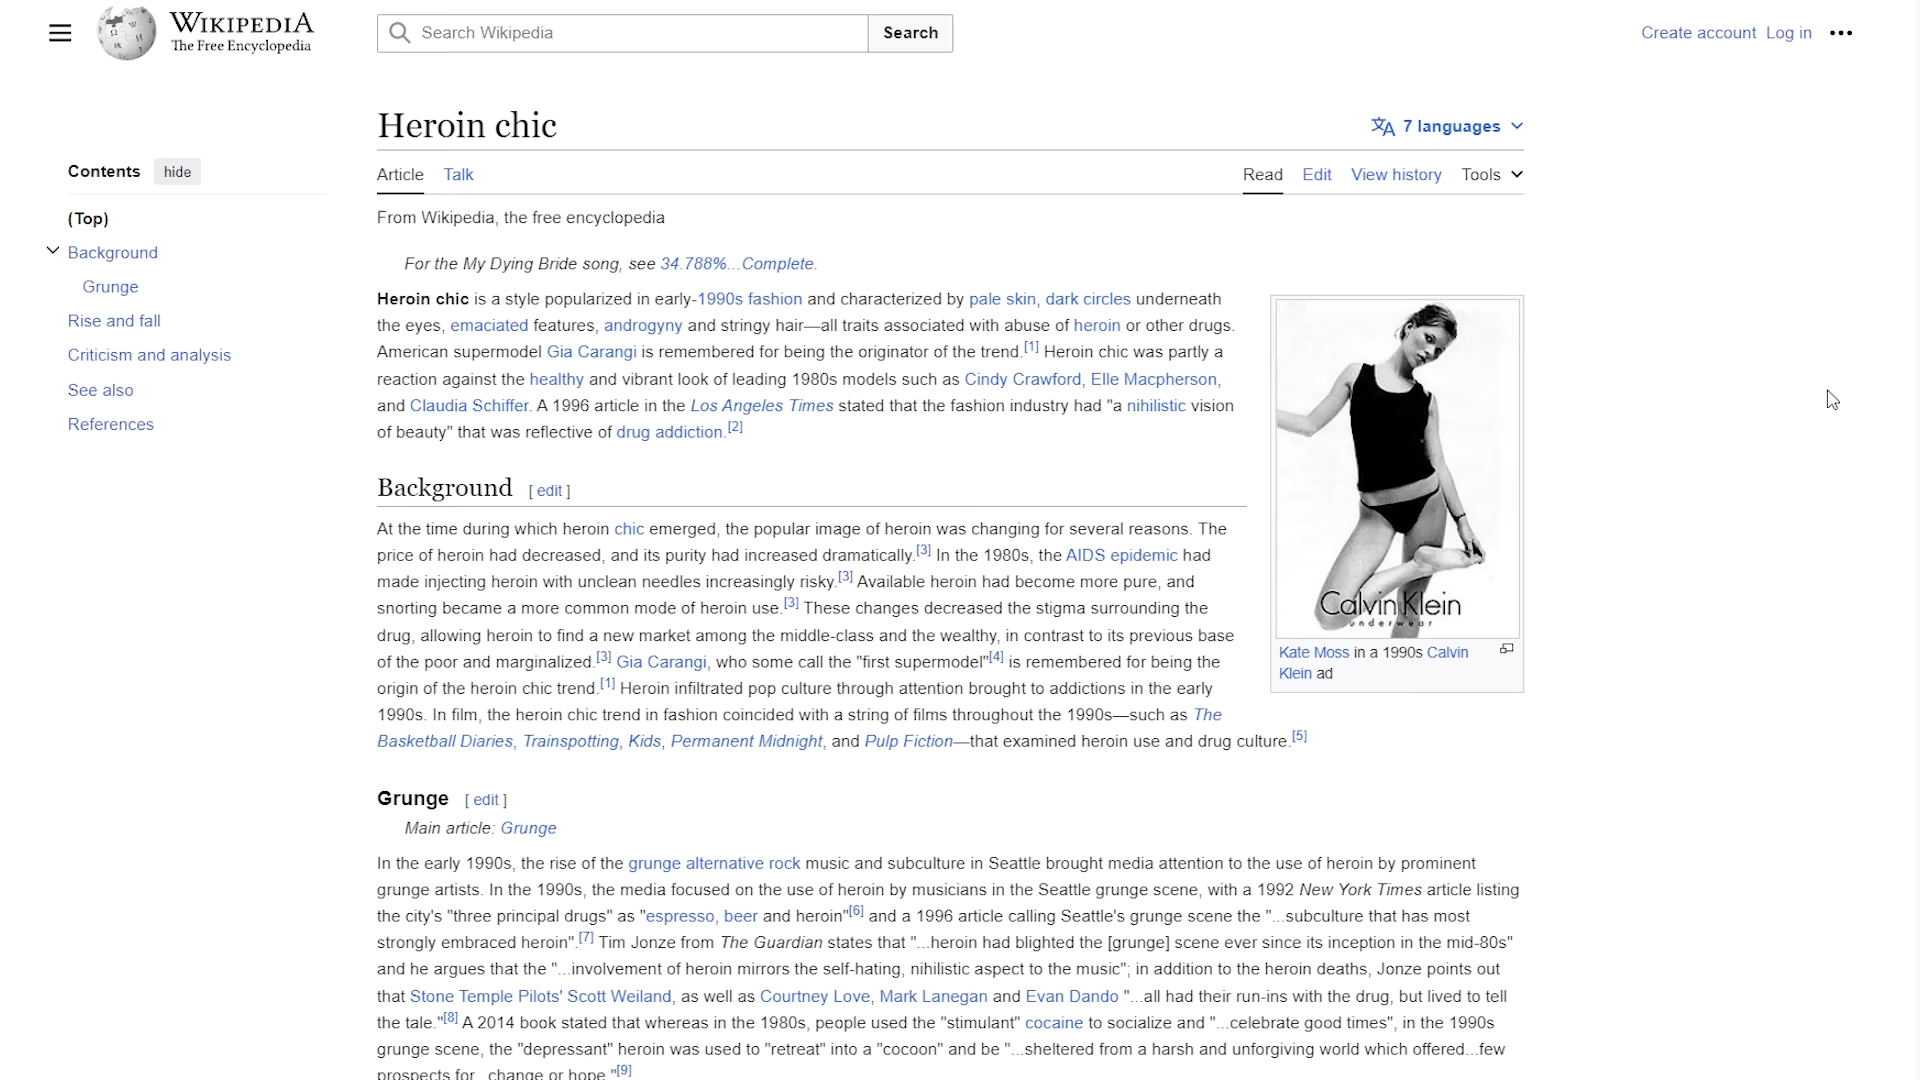 WIKIPEDIA
The Free Encyclopedia
Search Wikipedia
Search
Create account Log in
Heroin chic
7 languages
Contents hide
(Top)
Background
Grunge
Rise and fall
Criticism and analysis
See also
References
Article Talk
Read Edit View history Tools
From Wikipedia, the free encyclopedia
For the My Dying Bride song, see 34.788%...Complete.
Heroin chic is a style popularized in early-1990s fashion and characterized by pale skin, dark circles underneath
the eyes, emaciated features, androgyny and stringy hair—all traits associated with abuse of heroin or other drugs.
American supermodel Gia Carangi is remembered for being the originator of the trend.[1] Heroin chic was partly a
reaction against the healthy and vibrant look of leading 1980s models such as Cindy Crawford, Elle Macpherson,
and Claudia Schiffer. A 1996 article in the Los Angeles Times stated that the fashion industry had "a nihilistic vision
of beauty" that was reflective of drug addiction.[2]
Calvin Klein
underwear
Kate Moss in a 1990s Calvin
Klein ad
Background [ edit ]
At the time during which heroin chic emerged, the popular image of heroin was changing for several reasons. The
price of heroin had decreased, and its purity had increased dramatically.[3] In the 1980s, the AIDS epidemic had
made injecting heroin with unclean needles increasingly risky.[3] Available heroin had become more pure, and
snorting became a more common mode of heroin use.[3] These changes decreased the stigma surrounding the
drug, allowing heroin to find a new market among the middle-class and the wealthy, in contrast to its previous base
of the poor and marginalized.[3] Gia Carangi, who some call the "first supermodel"[4] is remembered for being the
origin of the heroin chic trend.[1] Heroin infiltrated pop culture through attention brought to addictions in the early
1990s. In film, the heroin chic trend in fashion coincided with a string of films throughout the 1990s—such as The
Basketball Diaries, Trainspotting, Kids, Permanent Midnight, and Pulp Fiction—that examined heroin use and drug culture.[5]
Grunge [ edit ]
Main article: Grunge
In the early 1990s, the rise of the grunge alternative rock music and subculture in Seattle brought media attention to the use of heroin by prominent
grunge artists. In the 1990s, the media focused on the use of heroin by musicians in the Seattle grunge scene, with a 1992 New York Times article listing
the city's "three principal drugs" as "espresso, beer and heroin"[6] and a 1996 article calling Seattle's grunge scene the "...subculture that has most
strongly embraced heroin".[7] Tim Jonze from The Guardian states that "...heroin had blighted the [grunge] scene ever since its inception in the mid-80s"
and he argues that the "...involvement of heroin mirrors the self-hating, nihilistic aspect to the music"; in addition to the heroin deaths, Jonze points out
that Stone Temple Pilots' Scott Weiland, as well as Courtney Love, Mark Lanegan and Evan Dando "...all had their run-ins with the drug, but lived to tell
the tale."[8] A 2014 book stated that whereas in the 1980s, people used the "stimulant" cocaine to socialize and "...celebrate good times", in the 1990s
grunge scene, the "depressant" heroin was used to "retreat" into a "cocoon" and be "...sheltered from a harsh and unforgiving world which offered...few
prospects for...change or hope."[9]